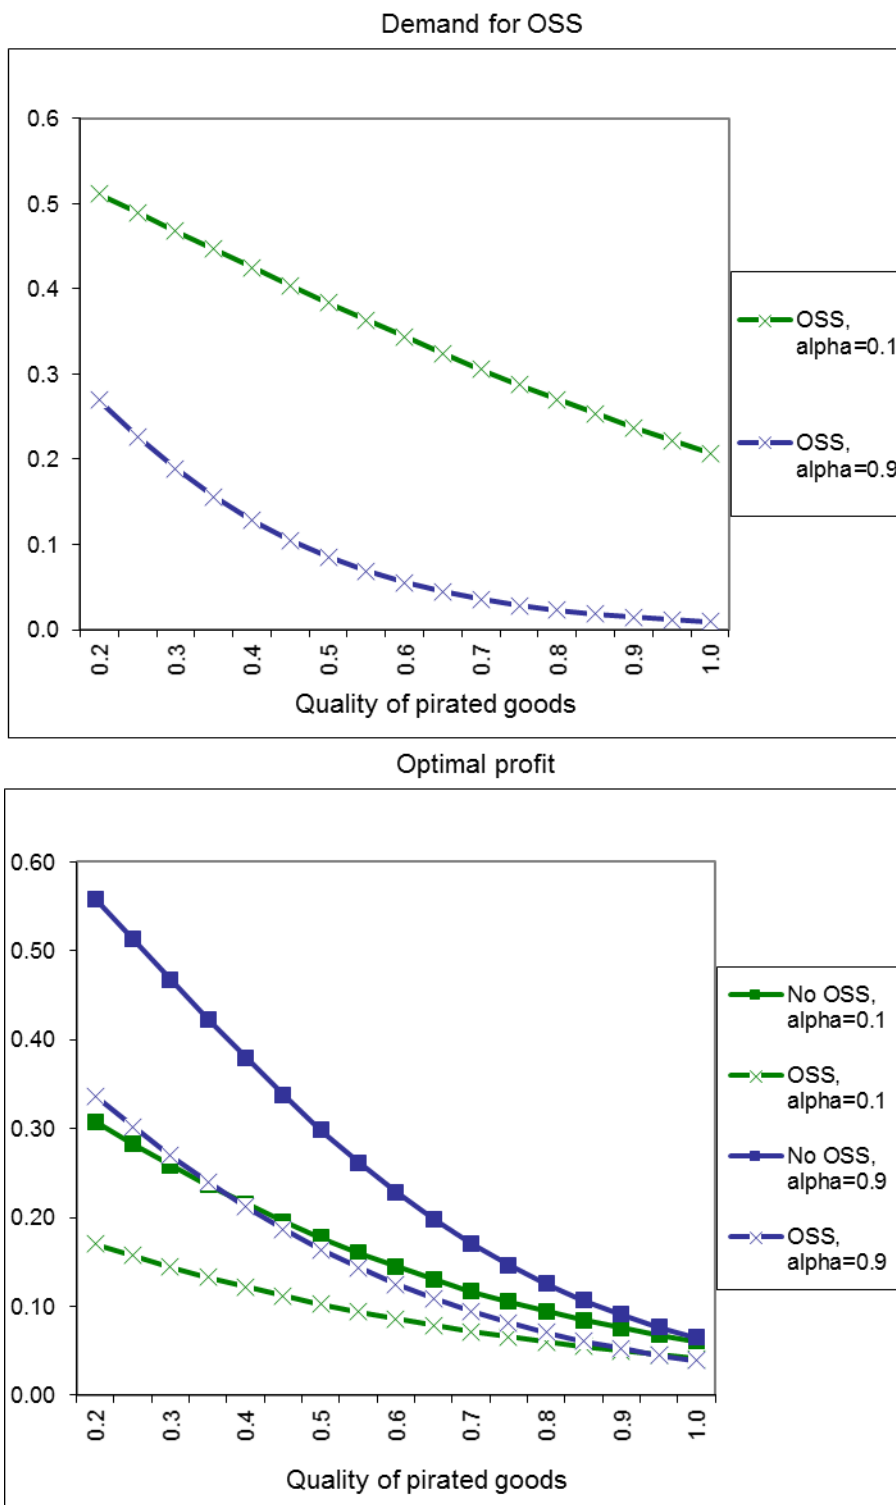 Demand for OSS
0.6
0.5
0.4
0.3
0.2
0.1
0.0
0.2
0.3
0.4
0.5
0.6
0.7
0.8
0.9
1.0
Quality of pirated goods
OSS,
alpha=0.1
OSS,
alpha=0.9
Optimal profit
0.60
0.50
0.40
0.30
0.20
0.10
0.00
0.2
0.3
0.4
0.5
0.6
0.7
0.8
0.9
1.0
Quality of pirated goods
No OSS,
alpha=0.1
OSS,
alpha=0.1
No OSS,
alpha=0.9
OSS,
alpha=0.9